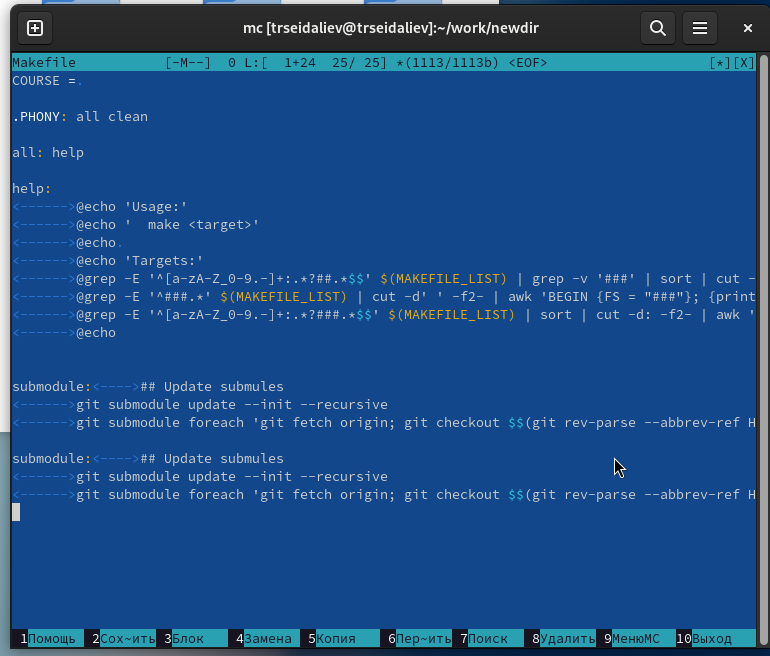 mc [trseidaliev@trseidaliev]:~/work/newdir
Makefile [-M--] 0 L:[ 1+24 25/ 25] *(1113/1113b) <EOF> [*][X]
COURSE =.
.PHONY: all clean
all: help
help:
<------>@echo 'Usage:'
<------>@echo '  make <target>'
<------>@echo.
<------>@echo 'Targets:'
<------>@grep -E '^[a-zA-Z_0-9.-]+:.*?##.*$$' $(MAKEFILE_LIST) | grep -v '###' | sort | cut -
<------>@grep -E '^###.*' $(MAKEFILE_LIST) | cut -d' ' -f2- | awk 'BEGIN {FS = "###"}; {print
<------>@grep -E '^[a-zA-Z_0-9.-]+:.*?###.*$$' $(MAKEFILE_LIST) | sort | cut -d: -f2- | awk '
<------>@echo
submodule:<---->## Update submules
<------>git submodule update --init --recursive
<------>git submodule foreach 'git fetch origin; git checkout $$(git rev-parse --abbrev-ref H
submodule:<---->## Update submules
<------>git submodule update --init --recursive
<------>git submodule foreach 'git fetch origin; git checkout $$(git rev-parse --abbrev-ref H
1Помощь 2Сох~ить 3Блок 4Замена 5Копия 6Пер~ить 7Поиск 8Удалить 9МенюMC 10Выход